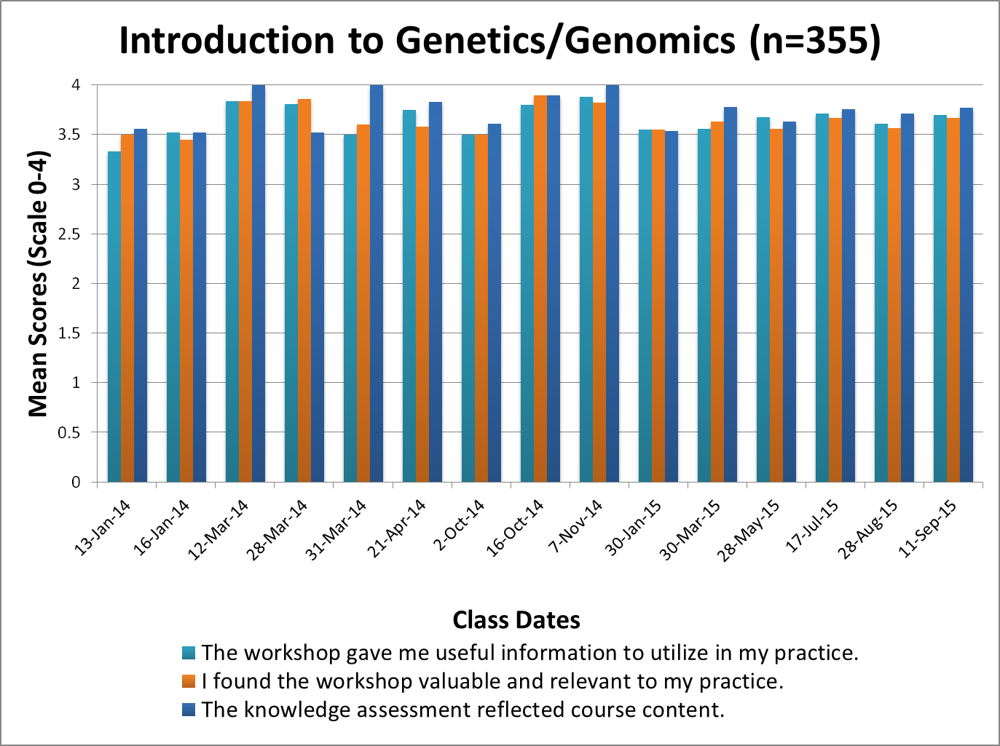 Introduction to Genetics/Genomics (n=355)
Mean Scores (Scale 0-4)
4
3.5
3
2.5
2
1.5
1
0.5
0
13-Jan-14
16-Jan-14
12-Mar-14
28-Mar-14
31-Mar-14
21-Apr-14
2-Oct-14
16-Oct-14
7-Nov-14
30-Jan-15
30-Mar-15
28-May-15
17-Jul-15
28-Aug-15
11-Sep-15
Class Dates
The workshop gave me useful information to utilize in my practice.
I found the workshop valuable and relevant to my practice.
The knowledge assessment reflected course content.